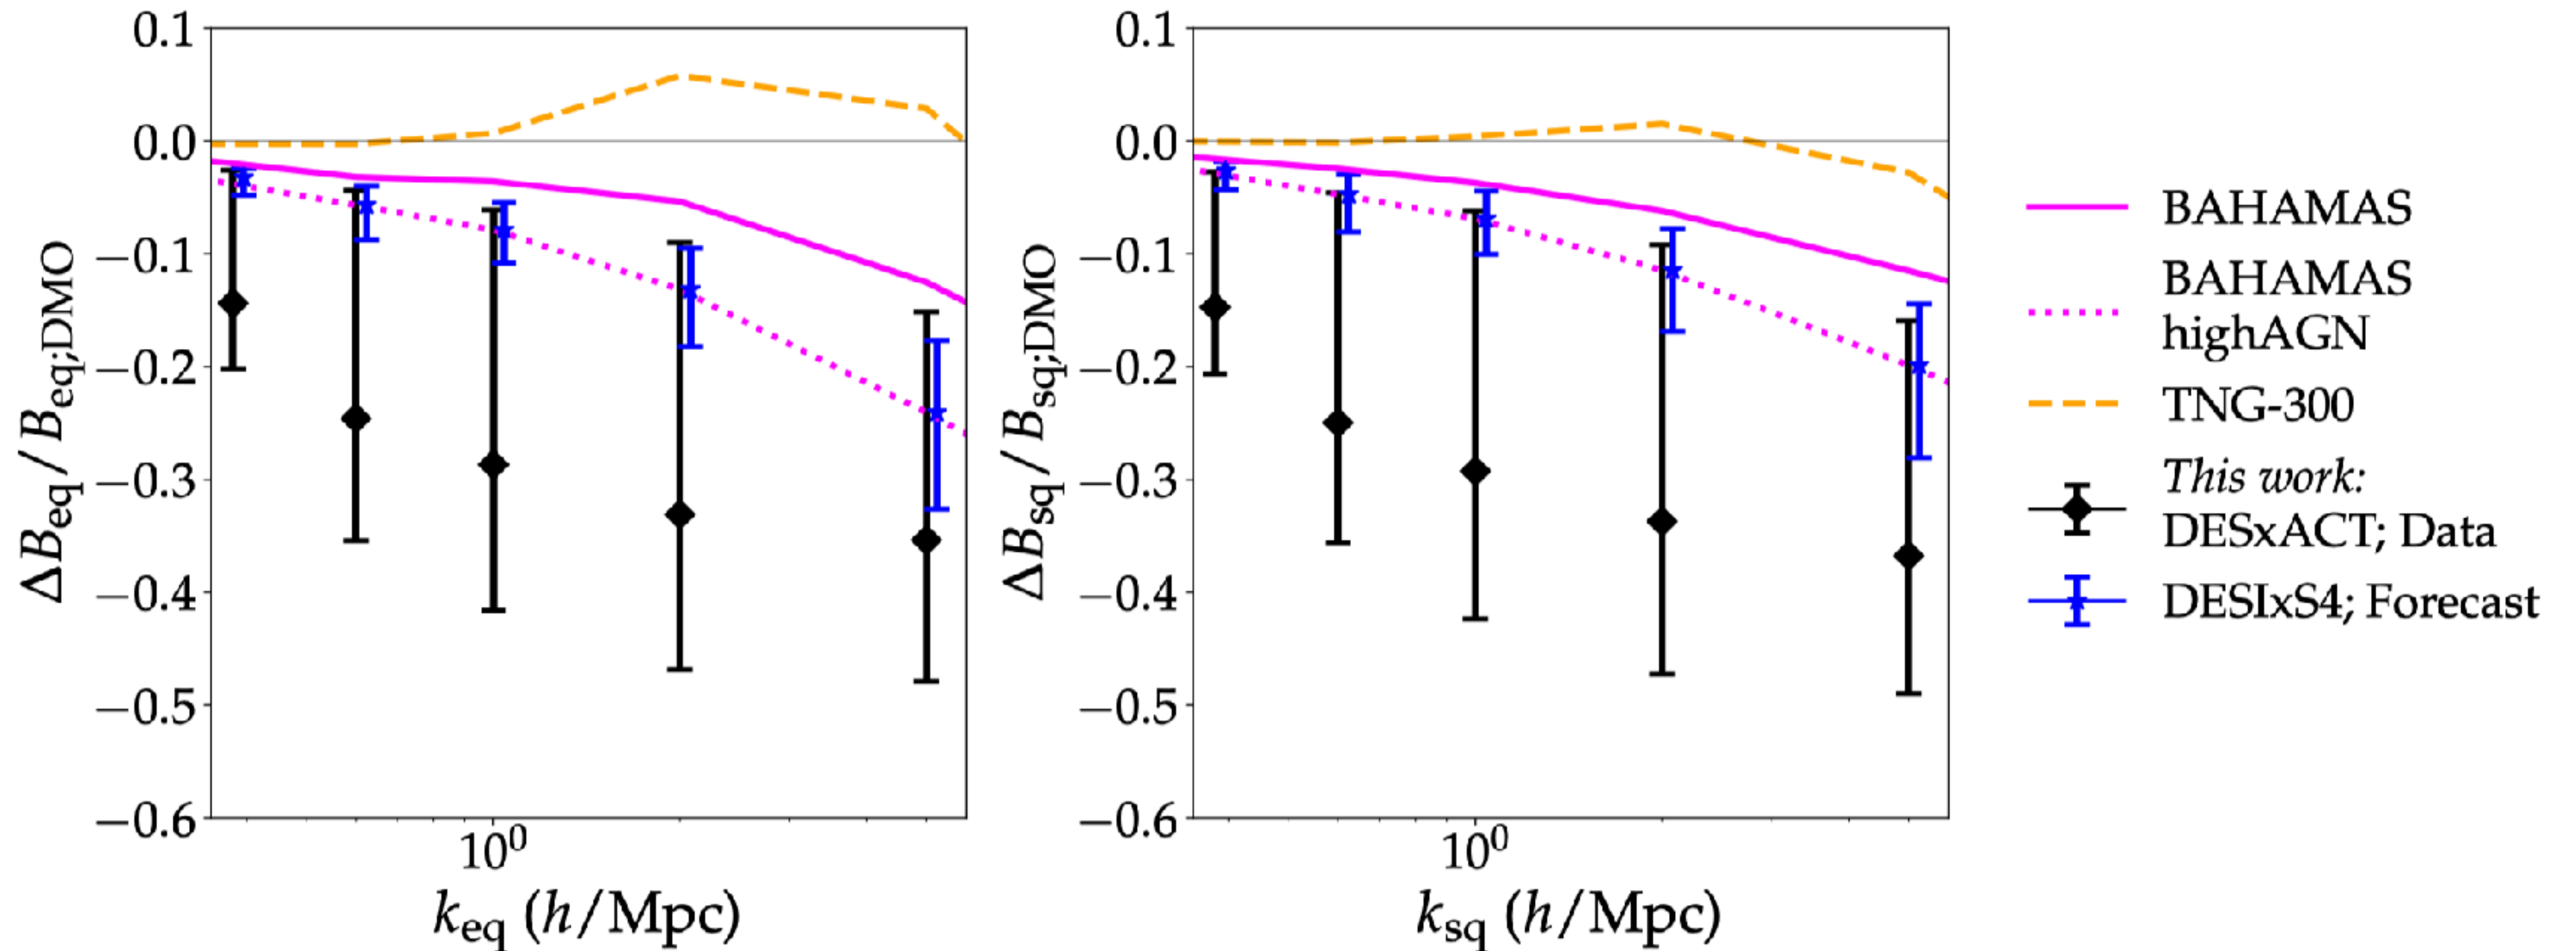 0.1
0.0
−0.1
−0.2
−0.3
−0.4
−0.5
−0.6
ΔB_eq / B_eq;DMO
10^0
k_eq (h/Mpc)
0.1
0.0
−0.1
−0.2
−0.3
−0.4
−0.5
−0.6
ΔB_sq / B_sq;DMO
10^0
k_sq (h/Mpc)
BAHAMAS
BAHAMAS
highAGN
TNG-300
This work:
DESxACT; Data
DESIxS4; Forecast